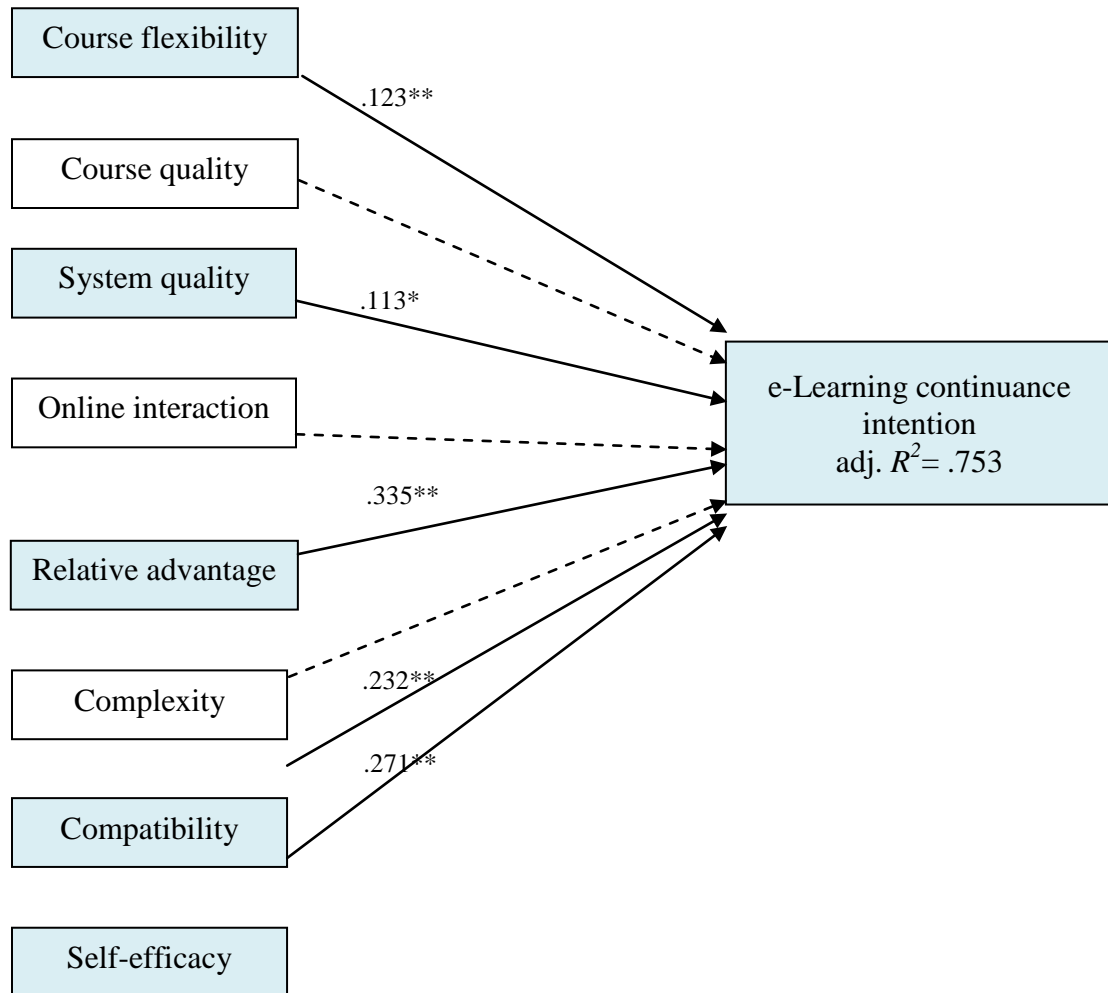 Course flexibility
.123**
Course quality
System quality
.113*
Online interaction
e-Learning continuance
intention
adj. R²= .753
.335**
Relative advantage
Complexity
.232**
.271**
Compatibility
Self-efficacy